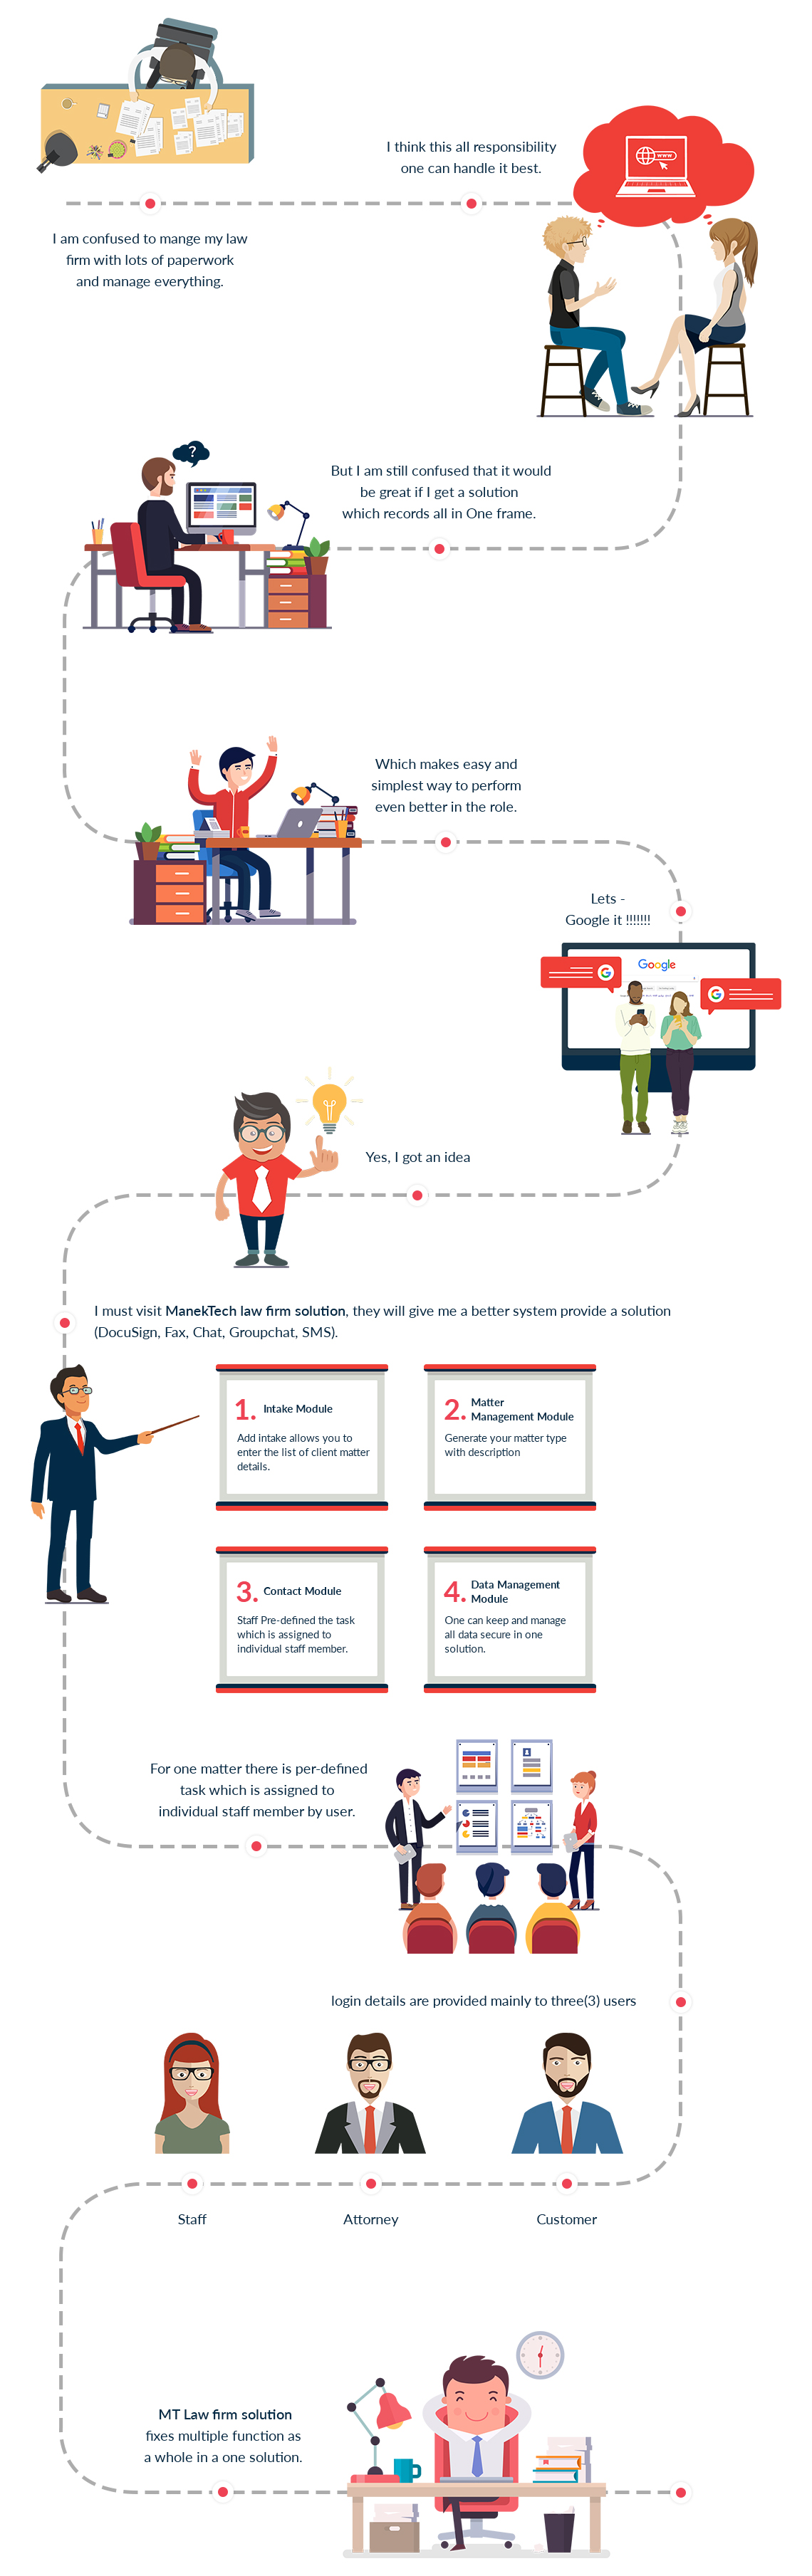 I think this all responsibility
one can handle it best.
WWW
I am confused to mange my law
firm with lots of paperwork
and manage everything.
?
But I am still confused that it would
be great if I get a solution
which records all in One frame.
Which makes easy and
simplest way to perform
even better in the role.
Lets -
Google it !!!!!!!
Google
G
G
Yes, I got an idea
I must visit ManekTech law firm solution, they will give me a better system provide a solution
(DocuSign, Fax, Chat, Groupchat, SMS).
1. Intake Module
Add intake allows you to
enter the list of client matter
details.
2. Matter
Management Module
Generate your matter type
with description
3. Contact Module
Staff Pre-defined the task
which is assigned to
individual staff member.
4. Data Management
Module
One can keep and manage
all data secure in one
solution.
For one matter there is per-defined
task which is assigned to
individual staff member by user.
login details are provided mainly to three(3) users
Staff
Attorney
Customer
MT Law firm solution
fixes multiple function as
a whole in a one solution.